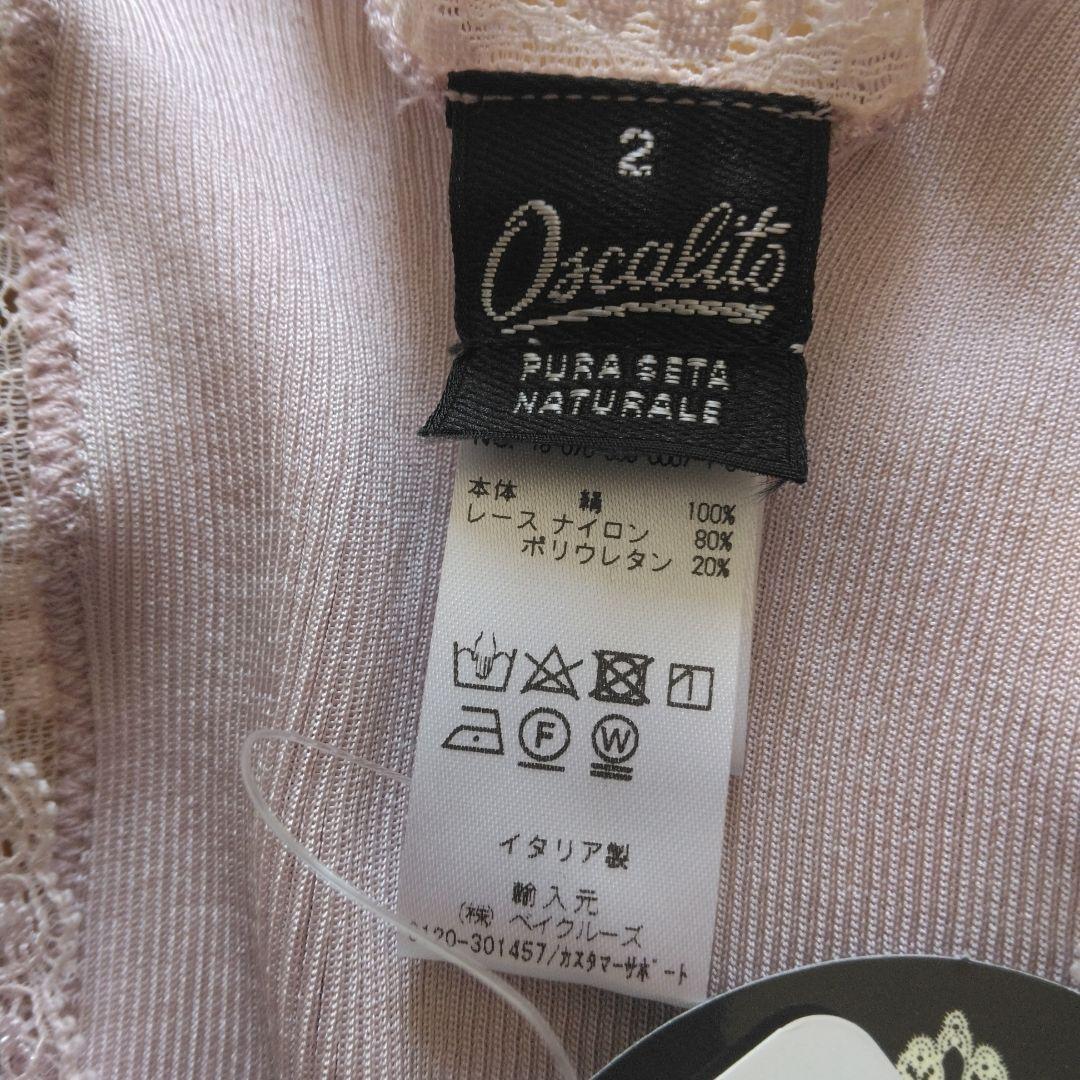 2
Oscalito
PURA SETA
NATURALE
本体 絹 100%
レース ナイロン 80%
ポリウレタン 20%
F W
イタリア製
輸入元
(株) ベイクルーズ
0120-301457/カスタマーサポート